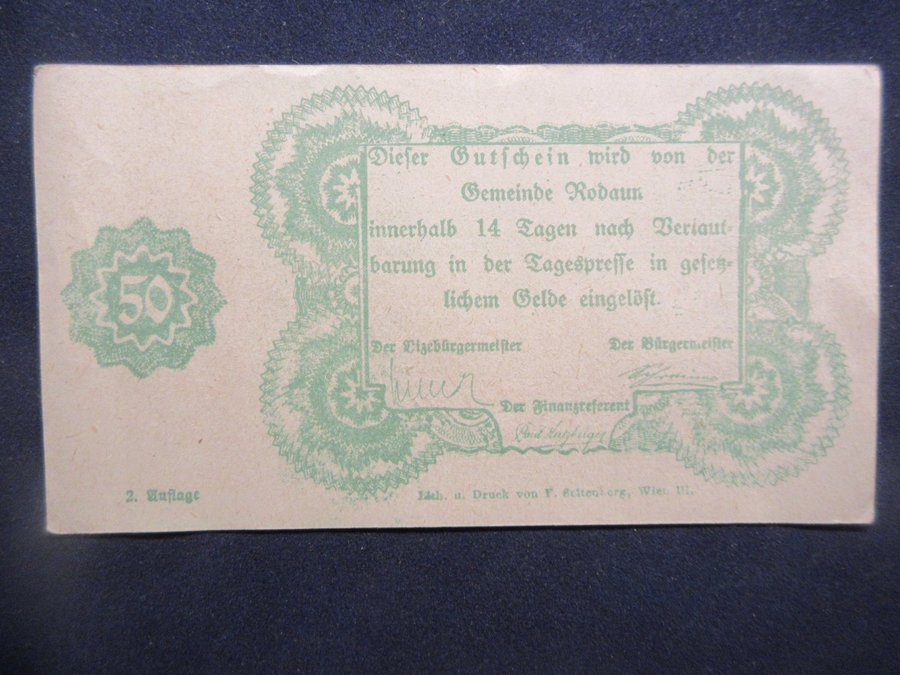 Dieser Gutschein wird von der
Gemeinde Rodaun
innerhalb 14 Tagen nach Verlaut-
barung in der Tagespresse in gesetz-
lichem Gelde eingelöst.
50
Der Vizebürgermeister
Der Bürgermeister
Der Finanzreferent
2. Auflage
Lith. u. Druck von F. Wien III.